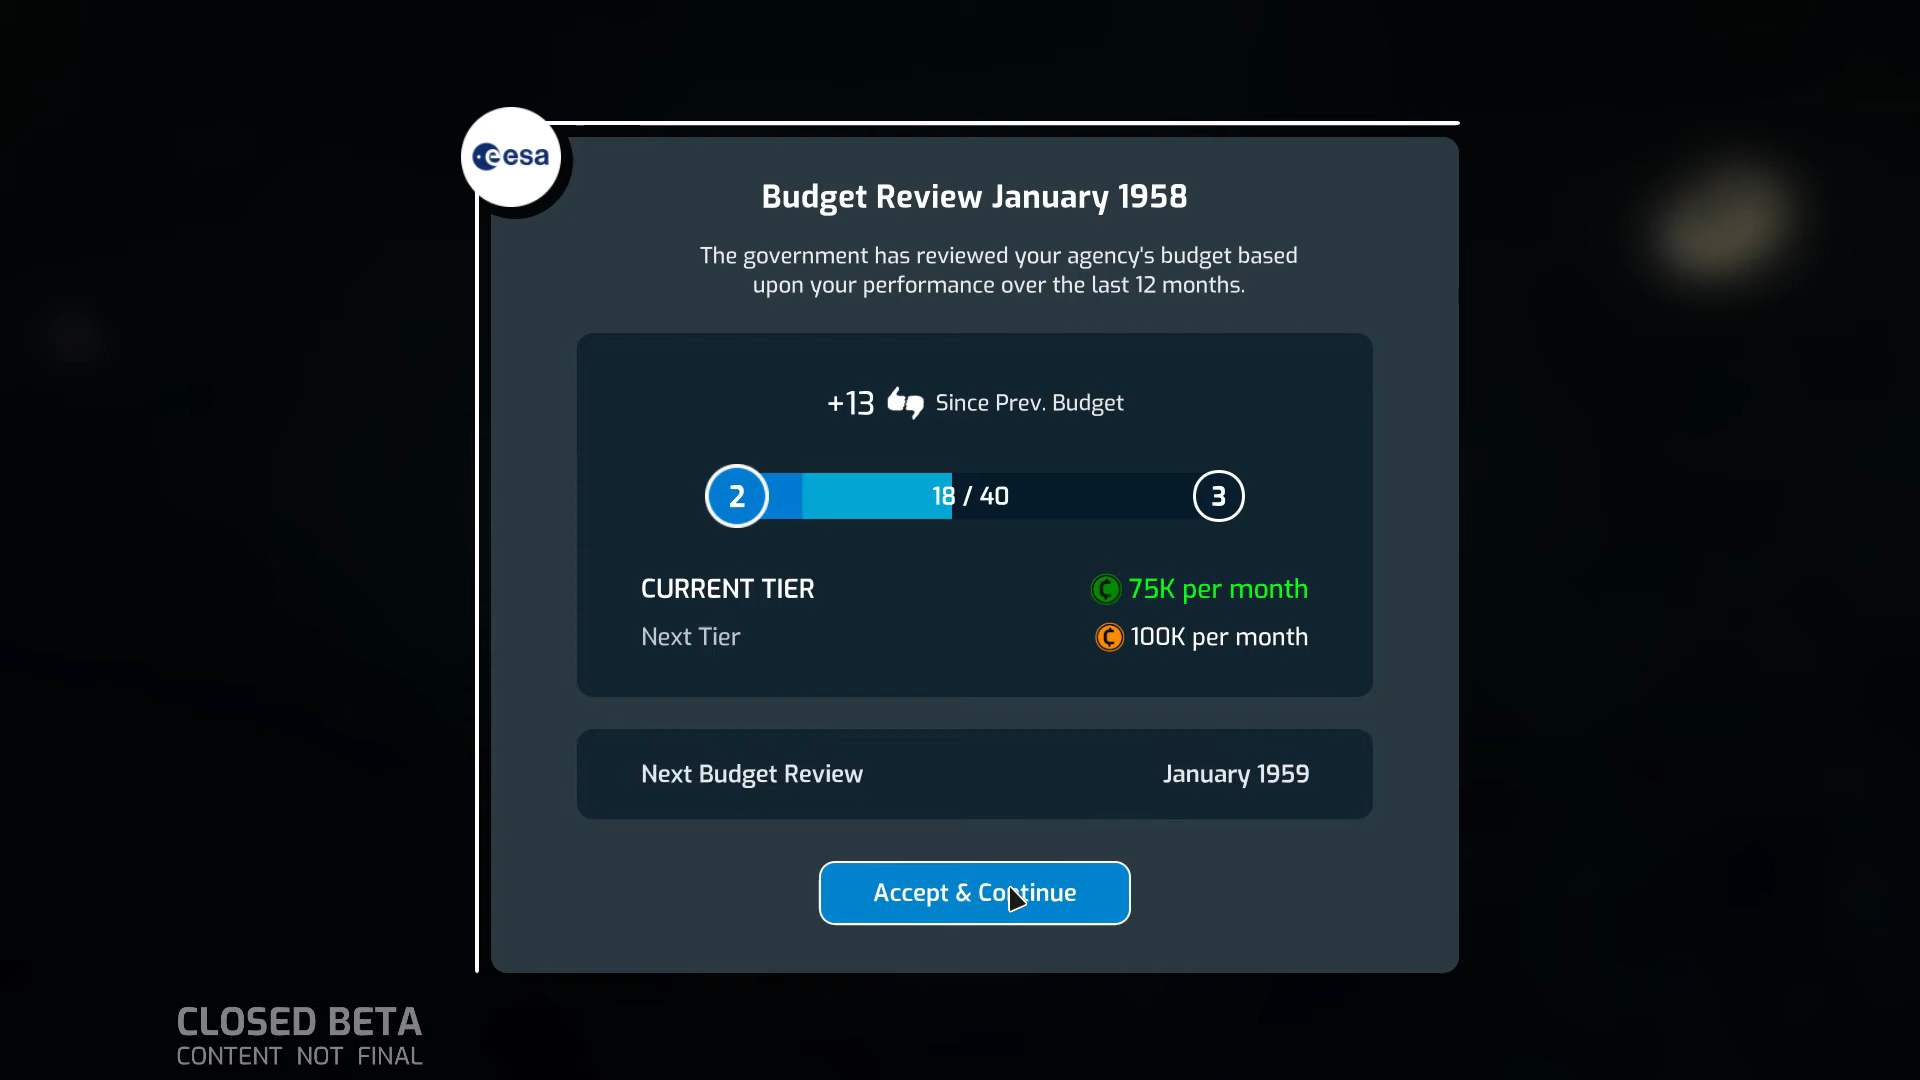 esa
Budget Review January 1958
The government has reviewed your agency's budget based
upon your performance over the last 12 months.
+13 Since Prev. Budget
2 18 / 40 3
CURRENT TIER 75K per month
Next Tier 100K per month
Next Budget Review January 1959
Accept & Continue
CLOSED BETA
CONTENT NOT FINAL